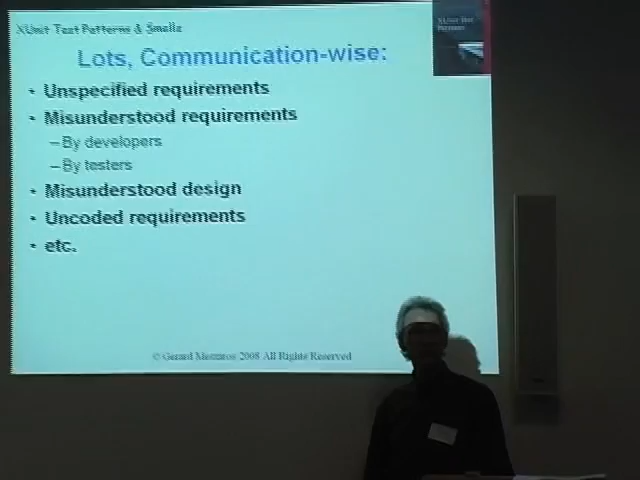 XUnit Test Patterns & Smells
XUnit Test
Patterns
Lots, Communication-wise:
• Unspecified requirements
• Misunderstood requirements
– By developers
– By testers
• Misunderstood design
• Uncoded requirements
• etc.
© Gerard Meszaros 2008 All Rights Reserved